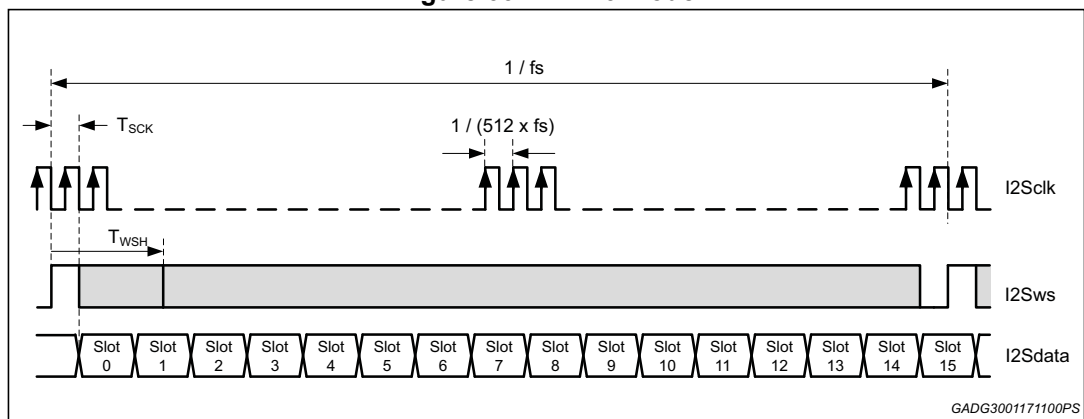 1 / fs
TSCK
1 / (512 x fs)
I2Sclk
TWSH
I2Sws
Slot 0
Slot 1
Slot 2
Slot 3
Slot 4
Slot 5
Slot 6
Slot 7
Slot 8
Slot 9
Slot 10
Slot 11
Slot 12
Slot 13
Slot 14
Slot 15
I2Sdata
GADG3001171100PS